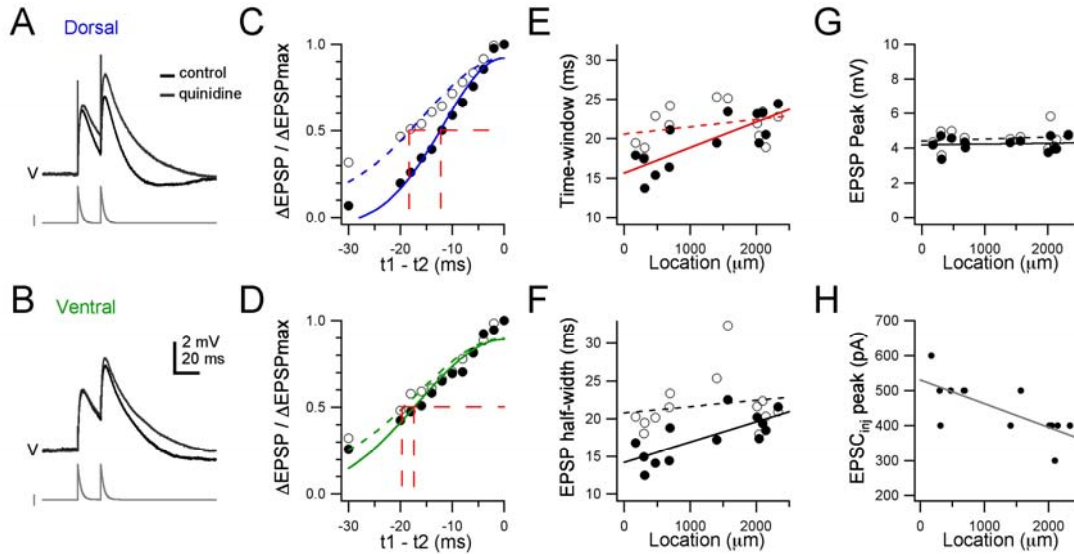 A
Dorsal
control
quinidine
V
I
B
Ventral
2 mV
20 ms
V
I
C
ΔEPSP / ΔEPSPmax
1.0
0.5
0.0
-30 -20 -10 0
t1 - t2 (ms)
D
ΔEPSP / ΔEPSPmax
1.0
0.5
0.0
-30 -20 -10 0
t1 - t2 (ms)
E
Time-window (ms)
30
25
20
15
10
0 1000 2000
Location (μm)
F
EPSP half-width (ms)
30
25
20
15
10
0 1000 2000
Location (μm)
G
EPSP Peak (mV)
8
6
4
2
0
0 1000 2000
Location (μm)
H
EPSCinj peak (pA)
700
600
500
400
300
200
0 1000 2000
Location (μm)